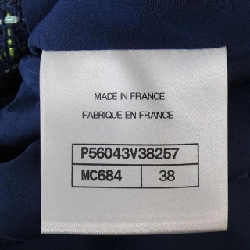 MADE IN FRANCE
FABRIQUE EN FRANCE
P56043V38257
MC684 38